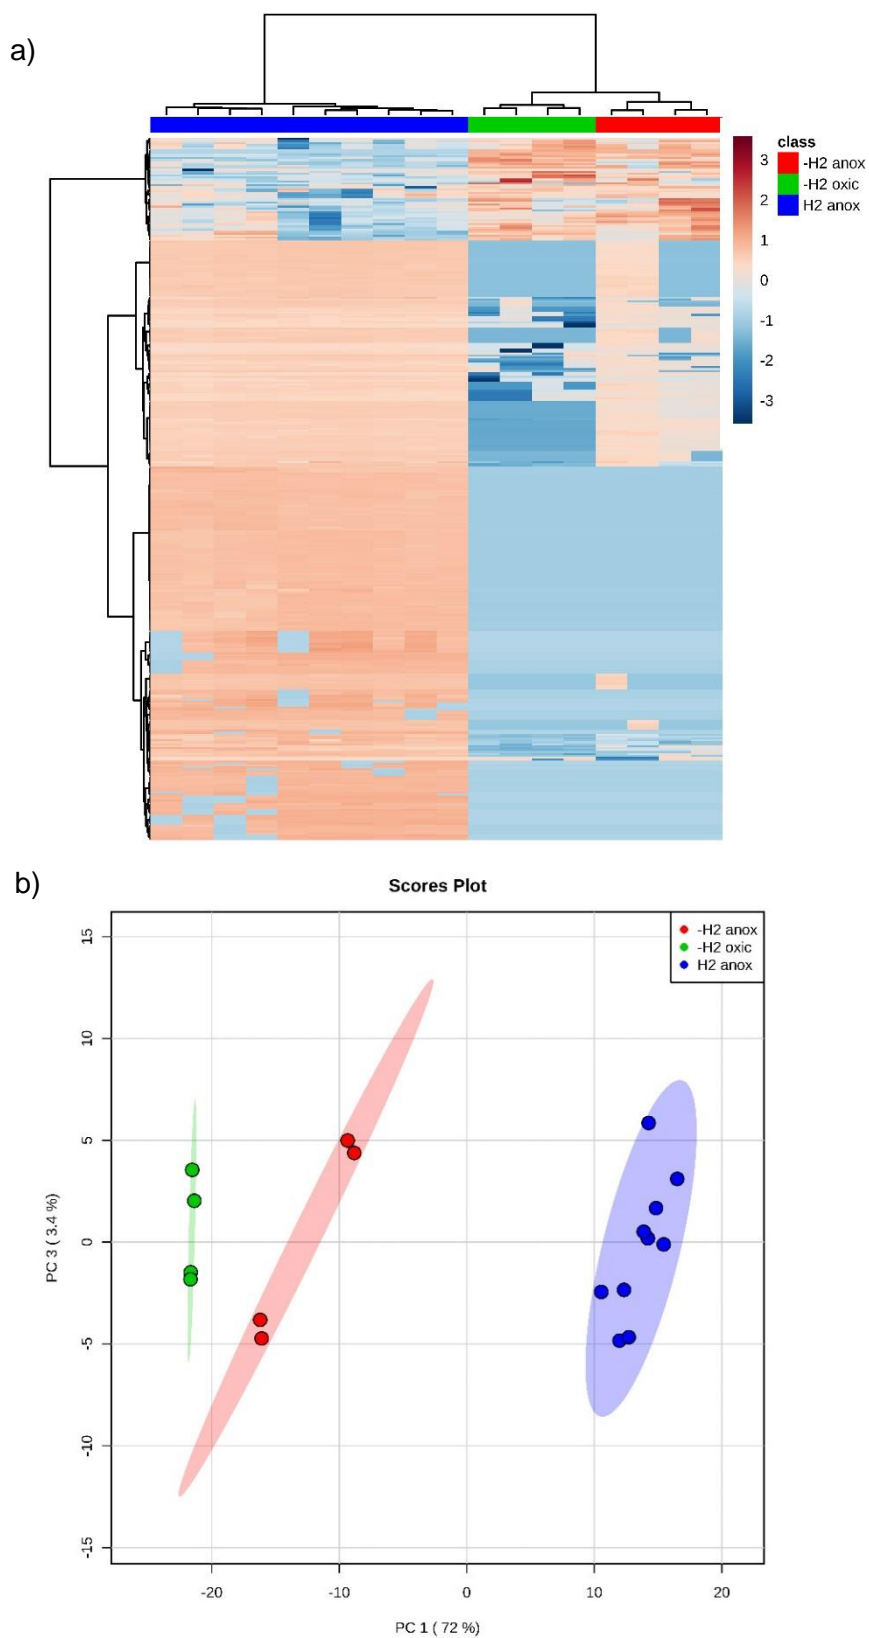 a)
class
-H2 anox
-H2 oxic
H2 anox
3
2
1
0
-1
-2
-3
b)
Scores Plot
-H2 anox
-H2 oxic
H2 anox
15
10
5
0
-5
-10
-15
PC 3 ( 3.4 %)
-20
-10
0
10
20
PC 1 ( 72 %)